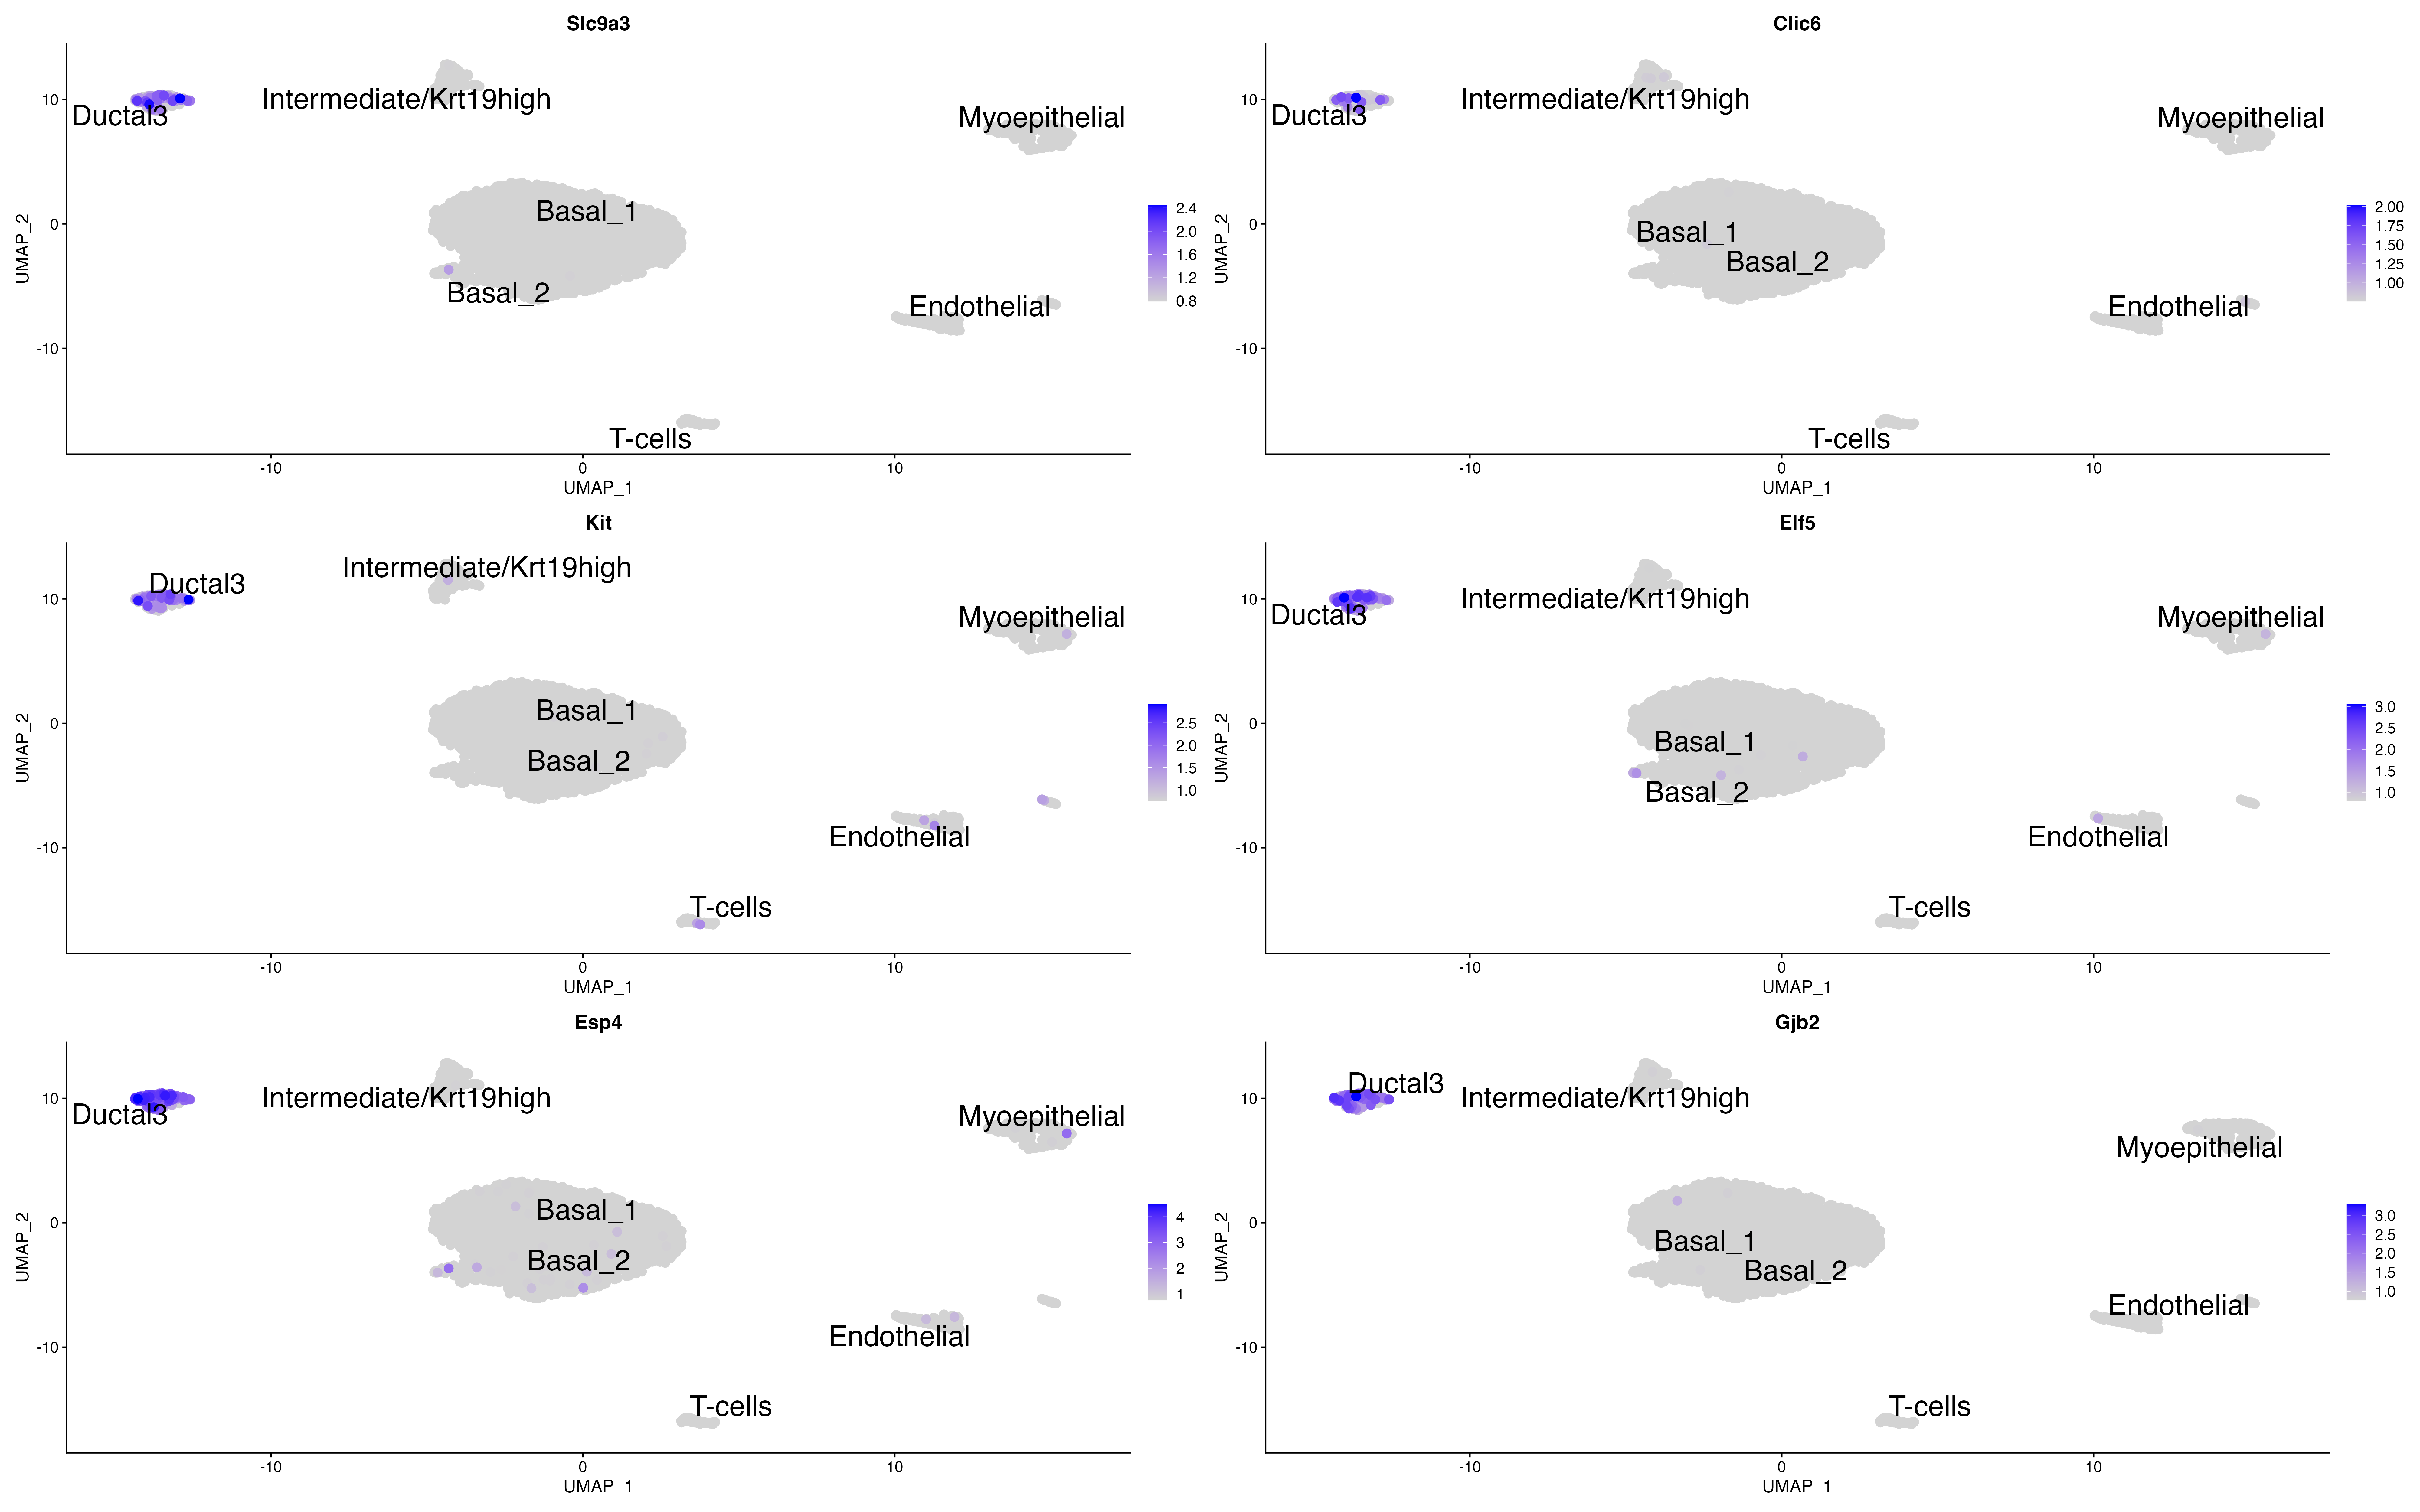 Slc9a3
10
0
-10
UMAP_2
Ductal3
Intermediate/Krt19high
Myoepithelial
Basal_1
Basal_2
Endothelial
T-cells
2.4
2.0
1.6
1.2
0.8
-10
0
10
UMAP_1
Clic6
10
0
-10
UMAP_2
Ductal3
Intermediate/Krt19high
Myoepithelial
Basal_1
Basal_2
Endothelial
T-cells
2.00
1.75
1.50
1.25
1.00
-10
0
10
UMAP_1
Kit
10
0
-10
UMAP_2
Intermediate/Krt19high
Ductal3
Myoepithelial
Basal_1
Basal_2
Endothelial
T-cells
2.5
2.0
1.5
1.0
-10
0
10
UMAP_1
Elf5
10
0
-10
UMAP_2
Intermediate/Krt19high
Ductal3
Myoepithelial
Basal_1
Basal_2
Endothelial
T-cells
3.0
2.5
2.0
1.5
1.0
-10
0
10
UMAP_1
Esp4
10
0
-10
UMAP_2
Intermediate/Krt19high
Ductal3
Myoepithelial
Basal_1
Basal_2
Endothelial
T-cells
4
3
2
1
-10
0
10
UMAP_1
Gjb2
10
0
-10
UMAP_2
Ductal3
Intermediate/Krt19high
Myoepithelial
Basal_1
Basal_2
Endothelial
T-cells
3.0
2.5
2.0
1.5
1.0
-10
0
10
UMAP_1